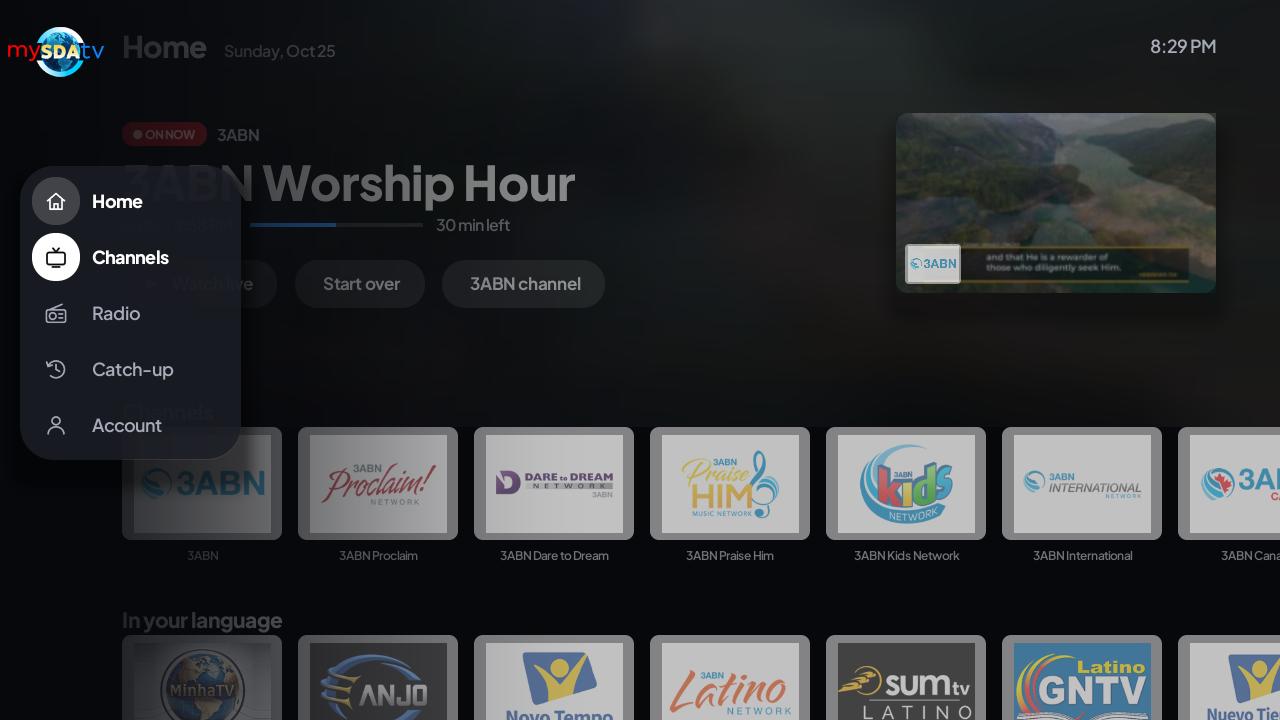 mySDAtv
Home
Sunday, Oct 25
8:29 PM
ON NOW
3ABN
3ABN Worship Hour
30 min left
Watch live
Start over
3ABN channel
3ABN
and that He is a rewarder of
those who diligently seek Him.
Home
Channels
Radio
Catch-up
Account
Channels
3ABN
3ABN
Proclaim!
NETWORK
DARE to DREAM
NETWORK
3ABN
3ABN
Praise
HIM
MUSIC NETWORK
3ABN
kids
NETWORK
3ABN
INTERNATIONAL
NETWORK
3ABN
3ABN Proclaim
3ABN Dare to Dream
3ABN Praise Him
3ABN Kids Network
3ABN International
In your language
MinhaTV
ANJO
Novo Tempo
3ABN
Latino
NETWORK
sumtv
LATINO
Latino
GNTV